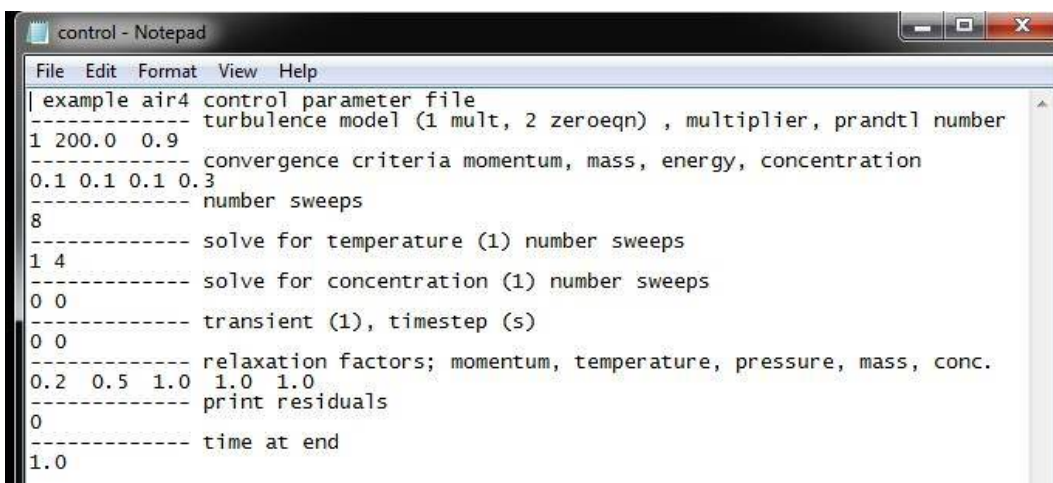 control - Notepad
File Edit Format View Help
example air4 control parameter file
------------- turbulence model (1 mult, 2 zeroeqn) , multiplier, prandtl number
1 200.0  0.9
------------- convergence criteria momentum, mass, energy, concentration
0.1 0.1 0.1 0.3
------------- number sweeps
8
------------- solve for temperature (1) number sweeps
1 4
------------- solve for concentration (1) number sweeps
0 0
------------- transient (1), timestep (s)
0 0
------------- relaxation factors; momentum, temperature, pressure, mass, conc.
0.2  0.5  1.0  1.0  1.0
------------- print residuals
0
------------- time at end
1.0